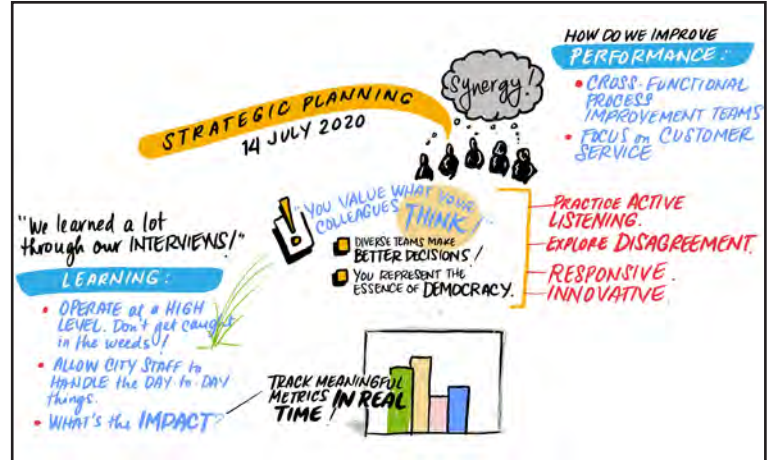 STRATEGIC PLANNING
14 JULY 2020
Synergy!
HOW DO WE IMPROVE
PERFORMANCE:
• CROSS-FUNCTIONAL
PROCESS
IMPROVEMENT TEAMS
• FOCUS on CUSTOMER
SERVICE
"YOU VALUE WHAT YOUR
COLLEAGUES THINK!"
DIVERSE TEAMS MAKE
BETTER DECISIONS!
YOU REPRESENT THE
ESSENCE OF DEMOCRACY.
PRACTICE ACTIVE
LISTENING.
EXPLORE DISAGREEMENT.
RESPONSIVE.
INNOVATIVE
"We learned a lot
through our INTERVIEWS!"
LEARNING:
• OPERATE at a HIGH
LEVEL. Don't get caught
in the weeds!
• ALLOW CITY STAFF to
HANDLE the DAY-to-DAY
things.
• WHAT'S the IMPACT?
TRACK MEANINGFUL
METRICS IN REAL
TIME!